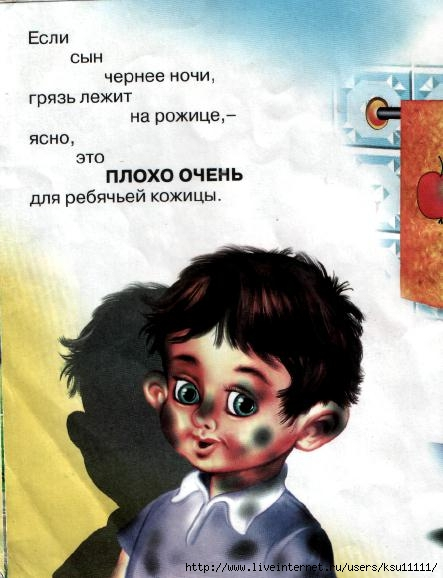 Если
сын
чернее ночи,
грязь лежит
на рожице,–
ясно,
это
ПЛОХО ОЧЕНЬ
для ребячьей кожицы.
http://www.liveinternet.ru/users/ksu11111/